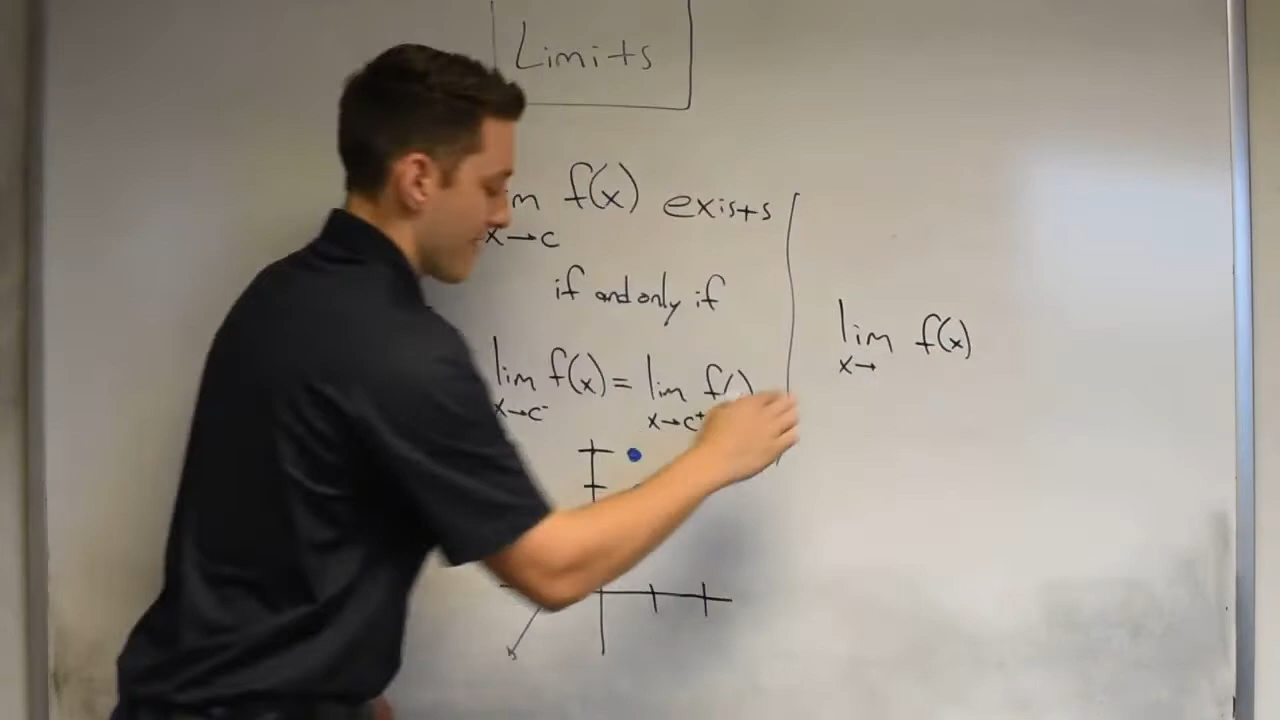 Limits
f(x) exists
x→c
if and only if
lim f(x) = lim f(
x→c⁻ x→c⁺
lim f(x)
x→